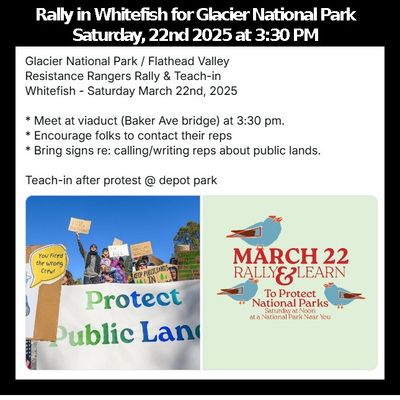 Rally in Whitefish for Glacier National Park
Saturday, 22nd 2025 at 3:30 PM
Glacier National Park / Flathead Valley
Resistance Rangers Rally & Teach-in
Whitefish - Saturday March 22nd, 2025
* Meet at viaduct (Baker Ave bridge) at 3:30 pm.
* Encourage folks to contact their reps
* Bring signs re: calling/writing reps about public lands.
Teach-in after protest @ depot park
You fired
the wrong
Crew!
Protect
Public Land
MARCH 22
RALLY & LEARN
To Protect
National Parks
Saturday at Noon
at a National Park Near You